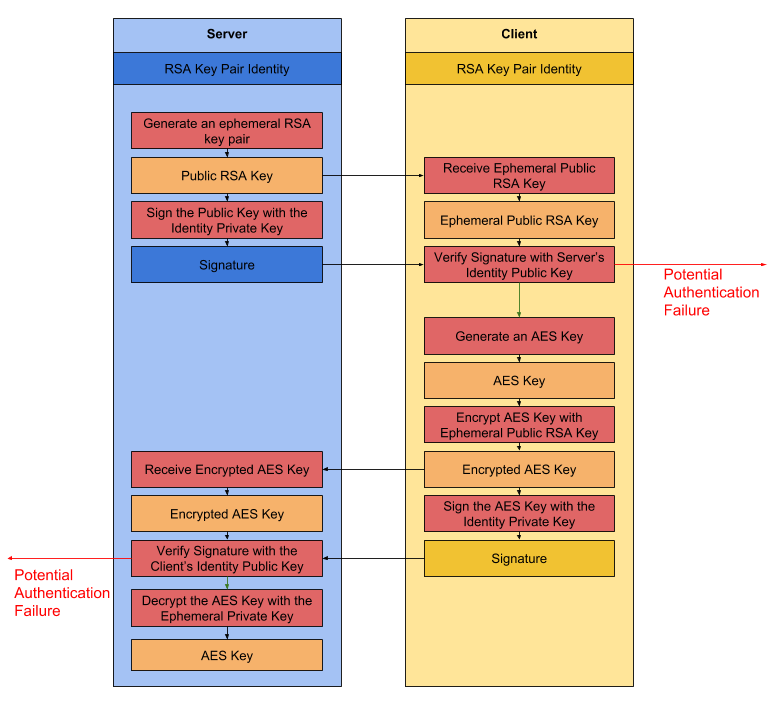 Server
RSA Key Pair Identity
Generate an ephemeral RSA
key pair
Public RSA Key
Sign the Public Key with the
Identity Private Key
Signature
Receive Encrypted AES Key
Encrypted AES Key
Verify Signature with the
Client's Identity Public Key
Decrypt the AES Key with the
Ephemeral Private Key
AES Key
Potential
Authentication
Failure
Client
RSA Key Pair Identity
Receive Ephemeral Public
RSA Key
Ephemeral Public RSA Key
Verify Signature with Server's
Identity Public Key
Generate an AES Key
AES Key
Encrypt AES Key with
Ephemeral Public RSA Key
Encrypted AES Key
Sign the AES Key with the
Identity Private Key
Signature
Potential
Authentication
Failure